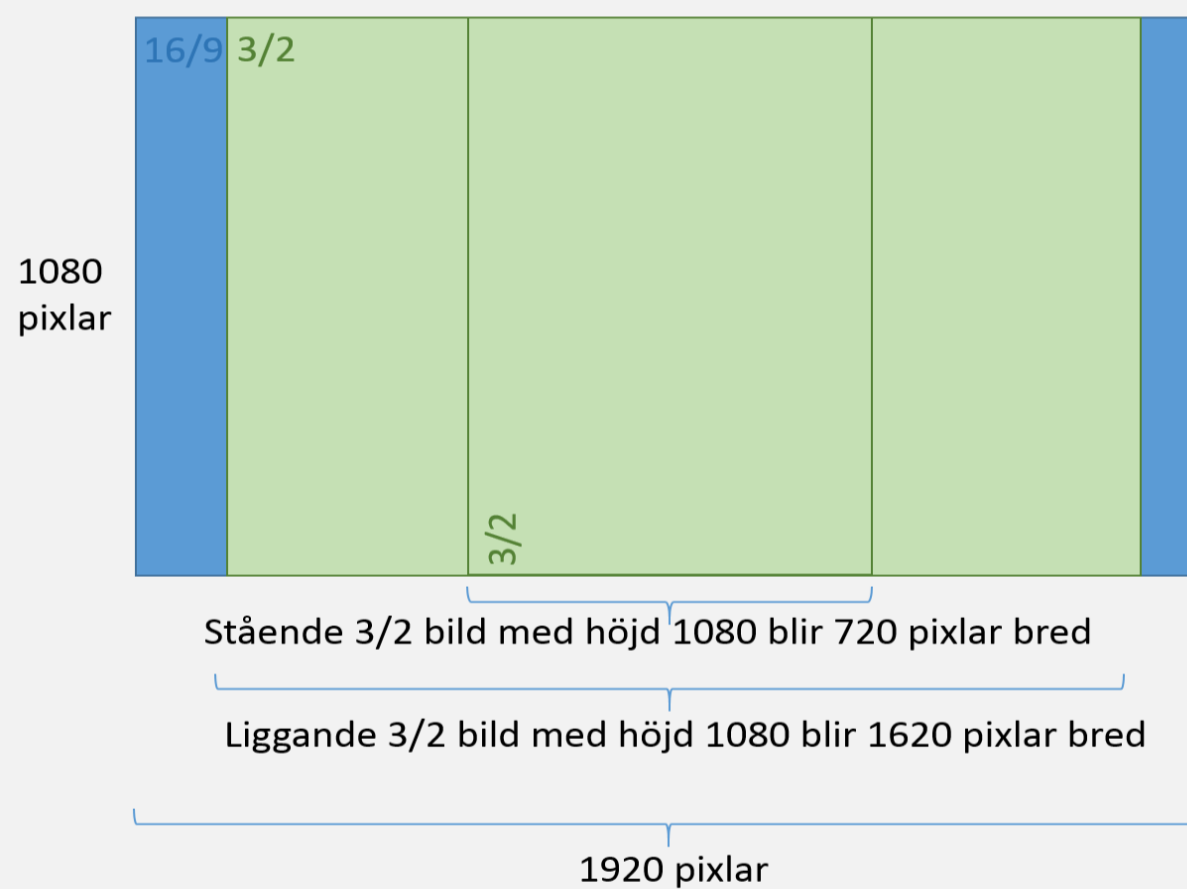 16/9
3/2
1080
pixlar
3/2
Stående 3/2 bild med höjd 1080 blir 720 pixlar bred
Liggande 3/2 bild med höjd 1080 blir 1620 pixlar bred
1920 pixlar